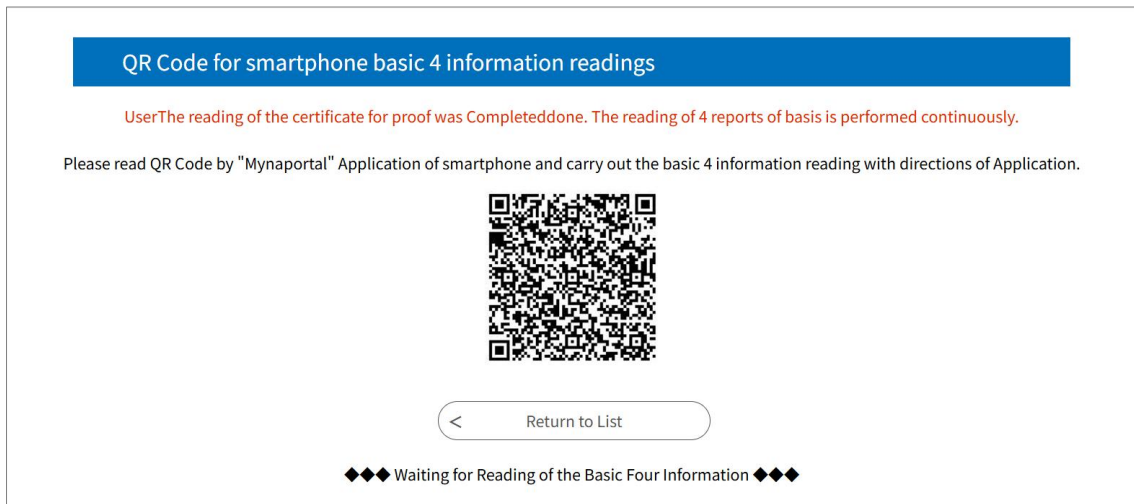 QR Code for smartphone basic 4 information readings
UserThe reading of the certificate for proof was Completeddone. The reading of 4 reports of basis is performed continuously.
Please read QR Code by "Mynaportal" Application of smartphone and carry out the basic 4 information reading with directions of Application.
< Return to List
◆◆◆ Waiting for Reading of the Basic Four Information ◆◆◆